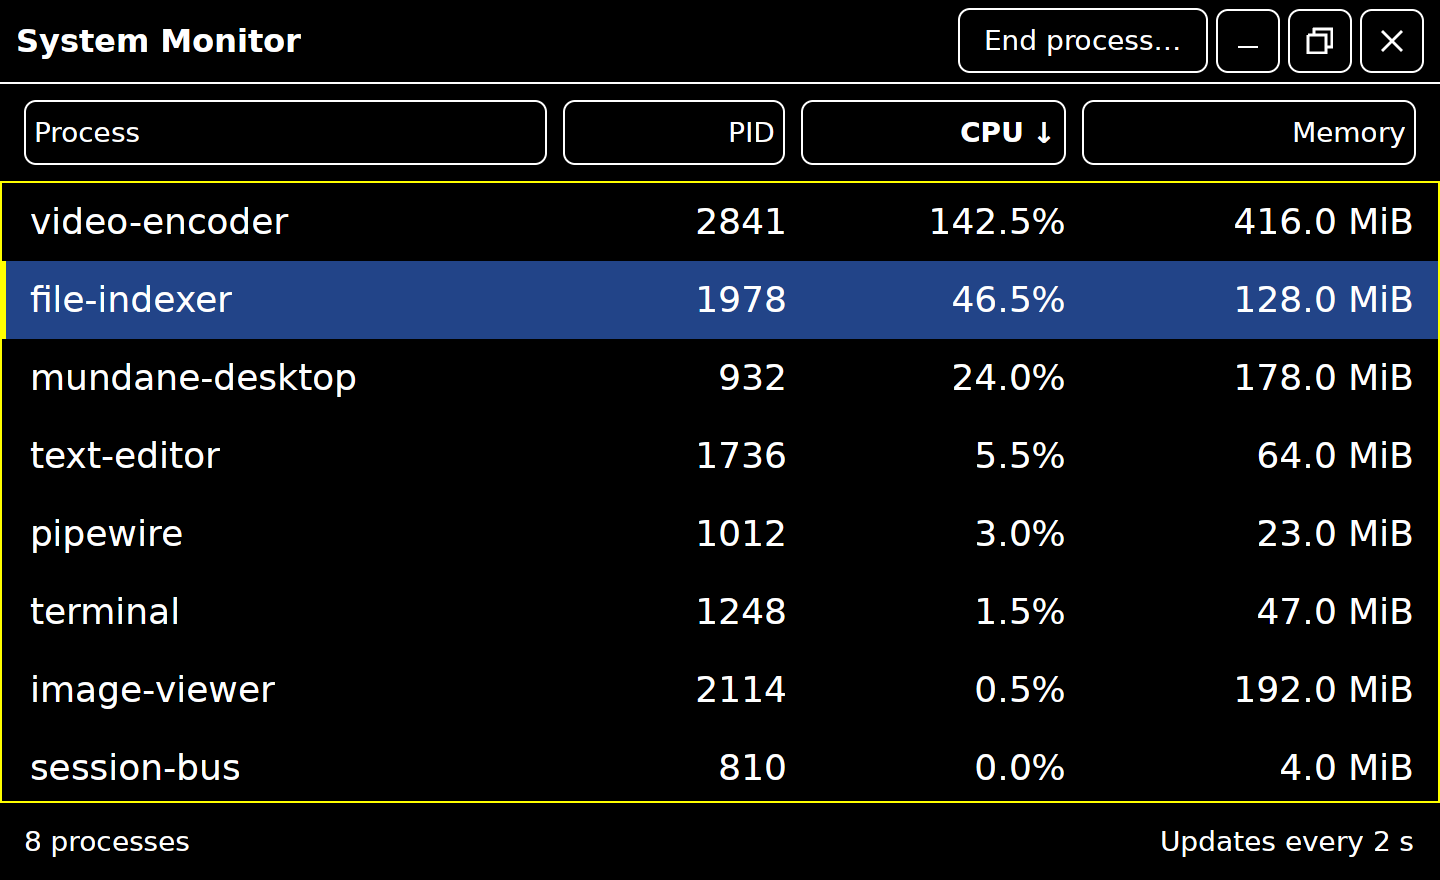 System Monitor End process...
Process PID CPU ↓ Memory
video-encoder 2841 142.5% 416.0 MiB
file-indexer 1978 46.5% 128.0 MiB
mundane-desktop 932 24.0% 178.0 MiB
text-editor 1736 5.5% 64.0 MiB
pipewire 1012 3.0% 23.0 MiB
terminal 1248 1.5% 47.0 MiB
image-viewer 2114 0.5% 192.0 MiB
session-bus 810 0.0% 4.0 MiB
8 processes Updates every 2 s